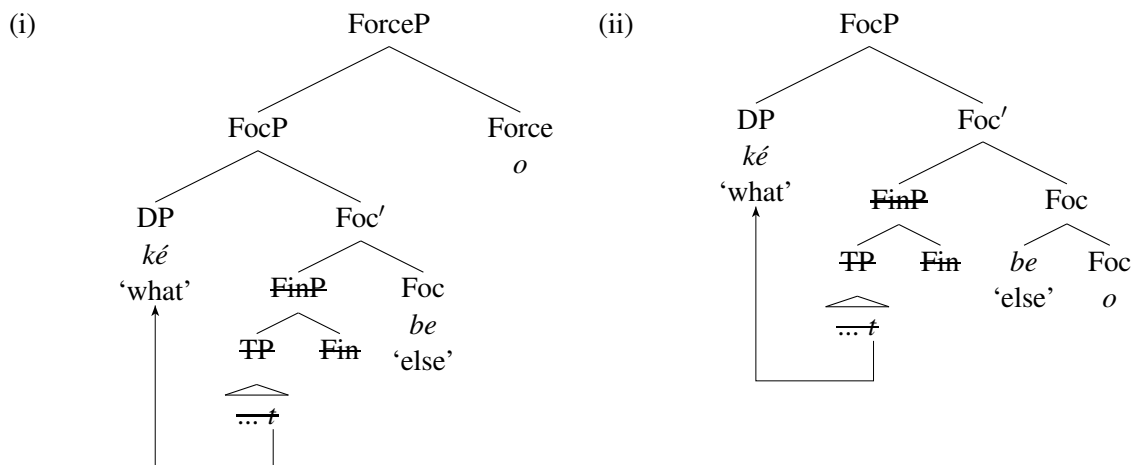 (i)
ForceP
FocP Force
o
DP Foc′
ké
‘what’
FinP Foc
be
‘else’
TP Fin
... t
(ii)
FocP
DP Foc′
ké
‘what’
FinP Foc
TP Fin be Foc
‘else’ o
... t